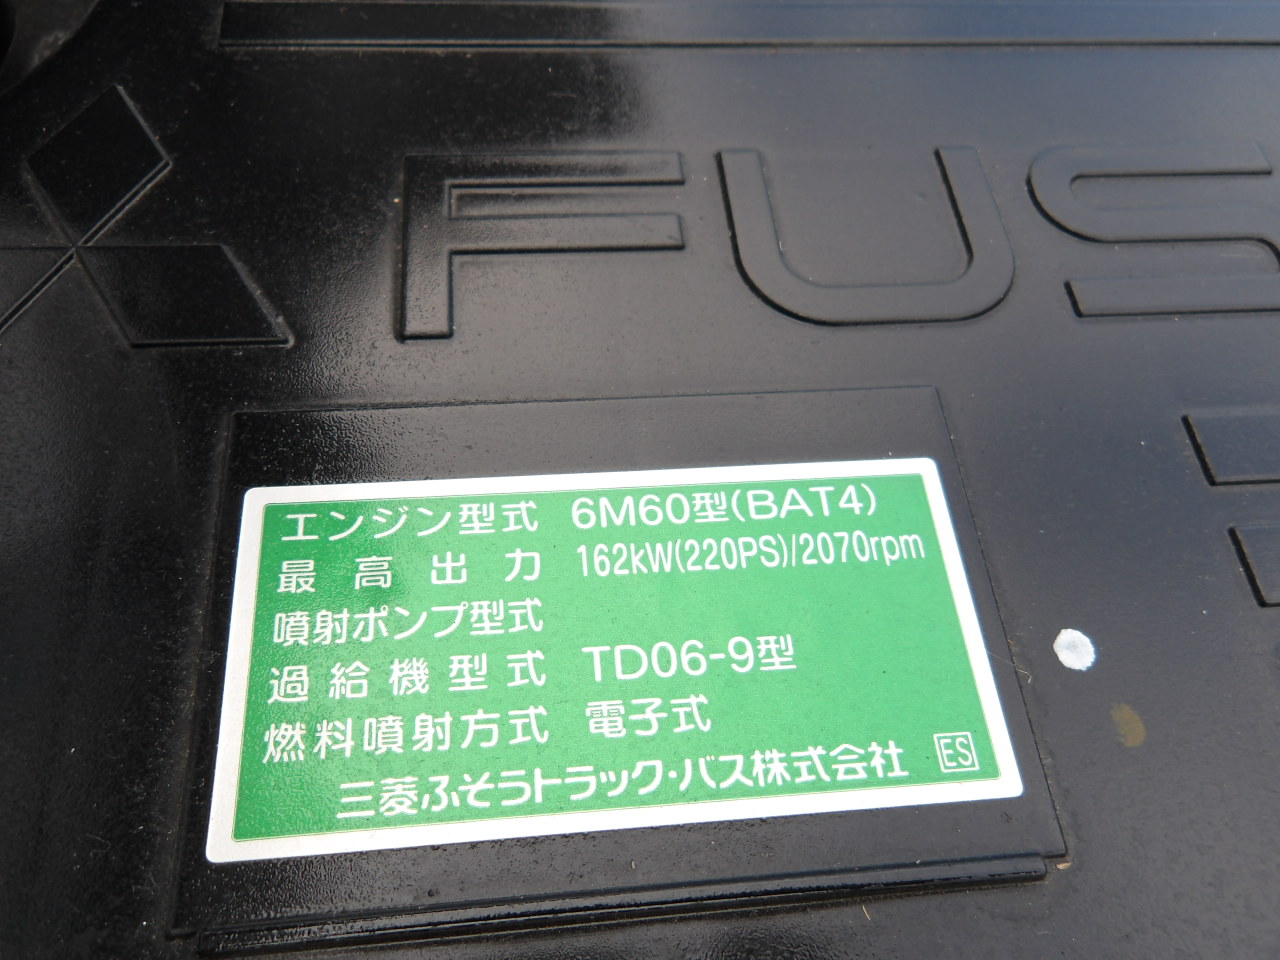 FUS
エンジン型式 6M60型(BAT4)
最高出力 162kW(220PS)/2070rpm
噴射ポンプ型式
過給機型式 TD06-9型
燃料噴射方式 電子式
三菱ふそうトラック・バス株式会社 ES